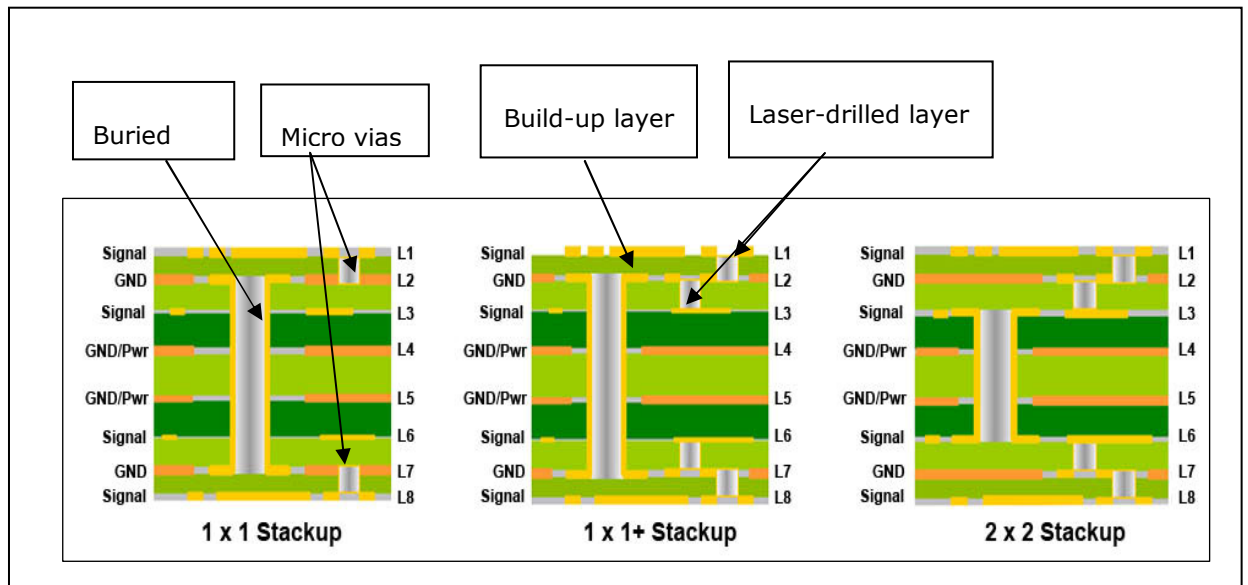 Buried
Micro vias
Build-up layer
Laser-drilled layer
Signal L1
GND L2
Signal L3
GND/Pwr L4
GND/Pwr L5
Signal L6
GND L7
Signal L8
1 x 1 Stackup
Signal L1
GND L2
Signal L3
GND/Pwr L4
GND/Pwr L5
Signal L6
GND L7
Signal L8
1 x 1+ Stackup
Signal L1
GND L2
Signal L3
GND/Pwr L4
GND/Pwr L5
Signal L6
GND L7
Signal L8
2 x 2 Stackup